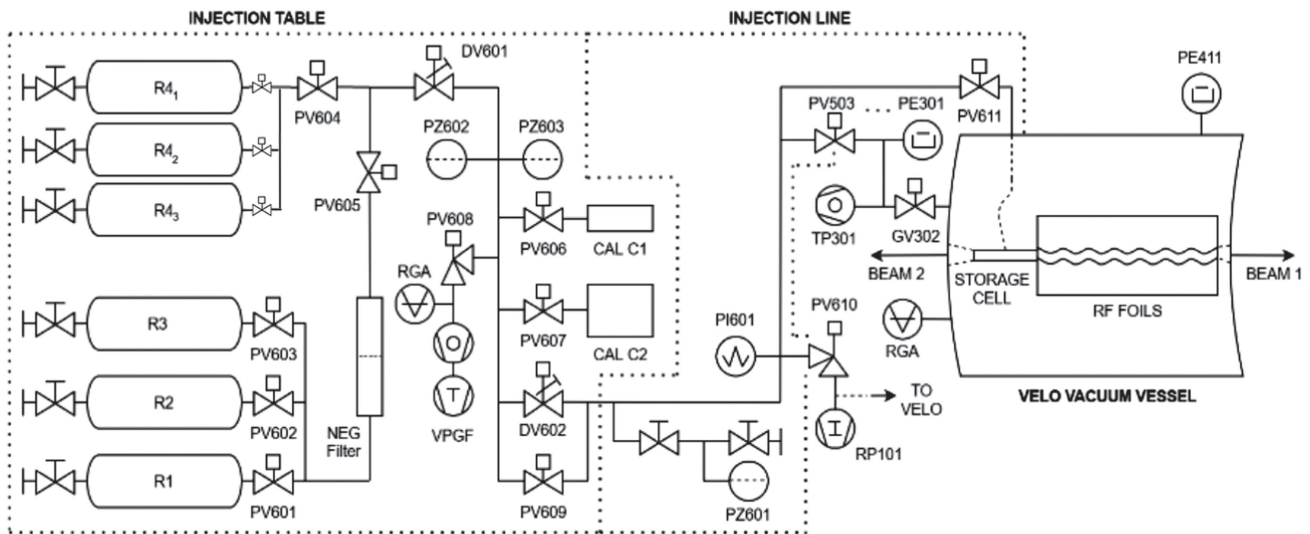 INJECTION TABLE
INJECTION LINE
DV601
PE411
R4₁
PV604
PV503
PE301
PV611
PZ602
PZ603
R4₂
R4₃
PV605
PV608
PV606
CAL C1
TP301
GV302
RGA
BEAM 2
STORAGE
CELL
BEAM 1
RF FOILS
PV610
R3
PV603
PV607
CAL C2
PI601
RGA
R2
PV602
NEG
Filter
VPGF
DV602
TO
VELO
VELO VACUUM VESSEL
RP101
R1
PV601
PV609
PZ601